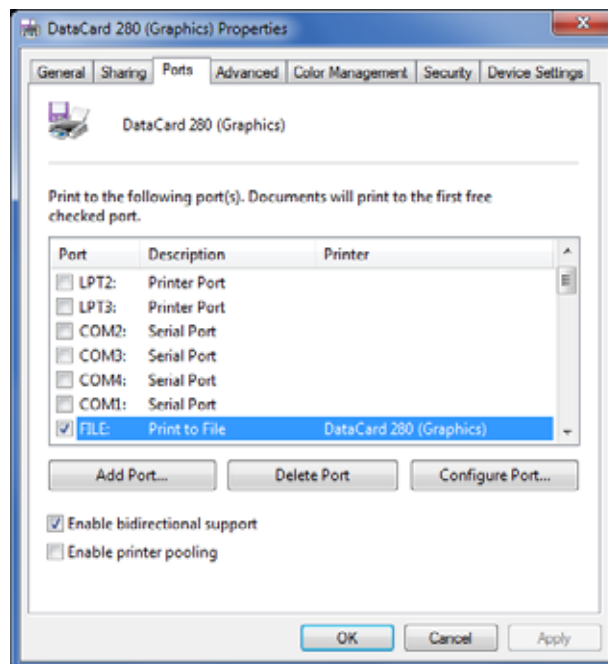 DataCard 280 (Graphics) Properties
General Sharing Ports Advanced Color Management Security Device Settings
DataCard 280 (Graphics)
Print to the following port(s). Documents will print to the first free
checked port.
Port Description Printer
LPT2: Printer Port
LPT3: Printer Port
COM2: Serial Port
COM3: Serial Port
COM4: Serial Port
COM1: Serial Port
FILE: Print to File DataCard 280 (Graphics)
Add Port... Delete Port Configure Port...
Enable bidirectional support
Enable printer pooling
OK Cancel Apply